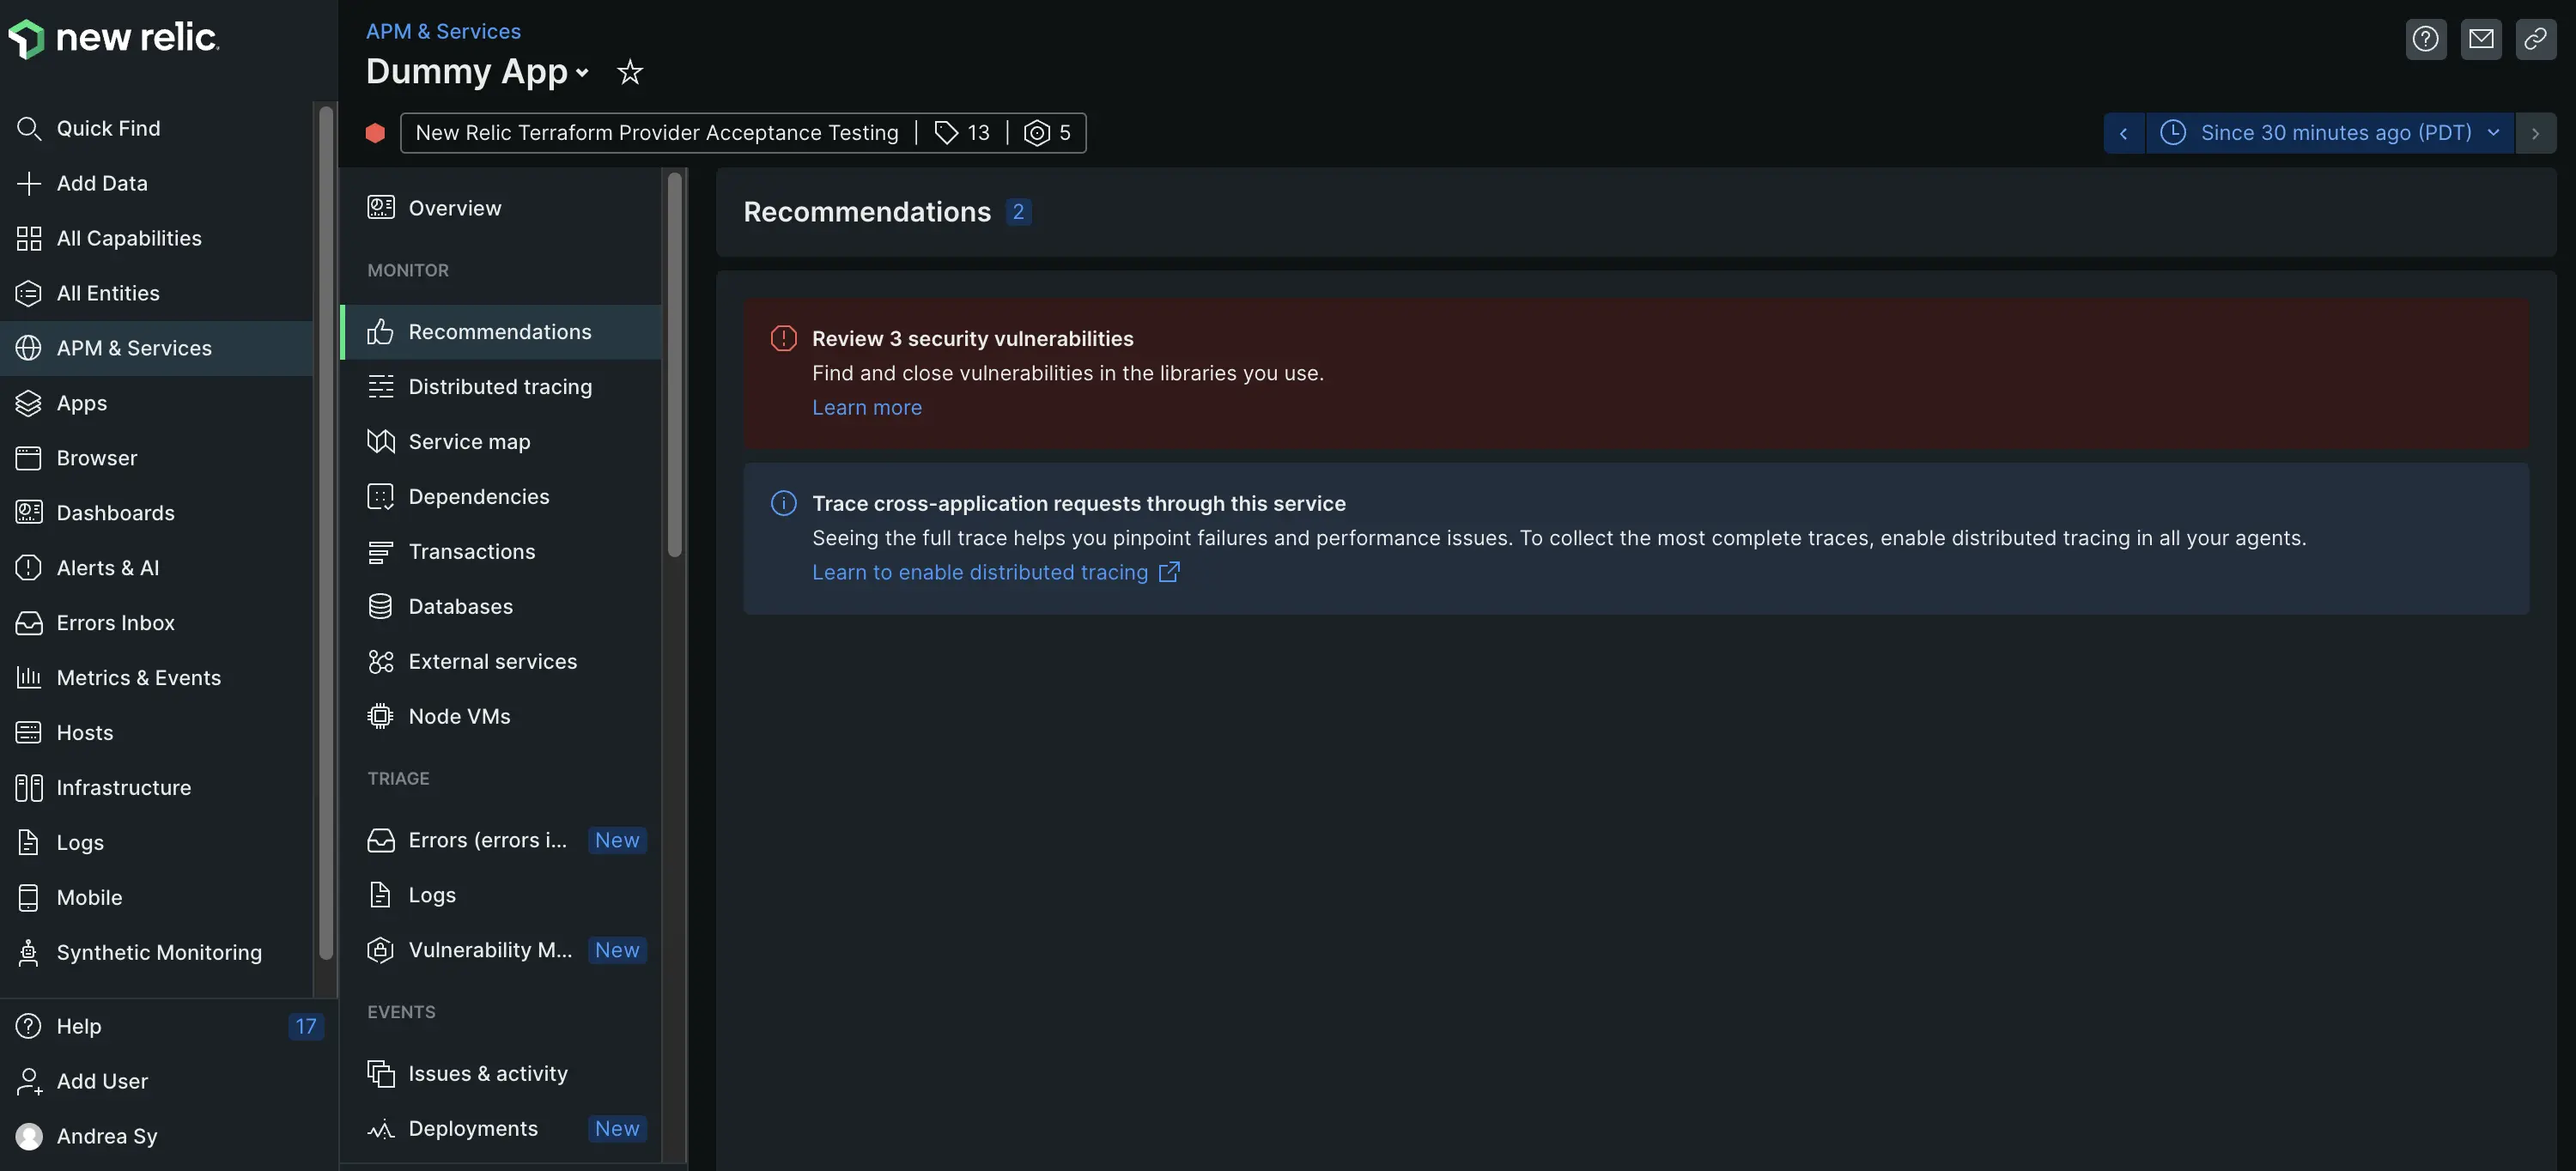 new relic.
Quick Find
Add Data
All Capabilities
All Entities
APM & Services
Apps
Browser
Dashboards
Alerts & AI
Errors Inbox
Metrics & Events
Hosts
Infrastructure
Logs
Mobile
Synthetic Monitoring
Help 17
Add User
Andrea Sy
APM & Services
Dummy App
New Relic Terraform Provider Acceptance Testing 13 5
Since 30 minutes ago (PDT)
Overview
MONITOR
Recommendations
Distributed tracing
Service map
Dependencies
Transactions
Databases
External services
Node VMs
TRIAGE
Errors (errors i... New
Logs
Vulnerability M... New
EVENTS
Issues & activity
Deployments New
Recommendations 2
Review 3 security vulnerabilities
Find and close vulnerabilities in the libraries you use.
Learn more
Trace cross-application requests through this service
Seeing the full trace helps you pinpoint failures and performance issues. To collect the most complete traces, enable distributed tracing in all your agents.
Learn to enable distributed tracing